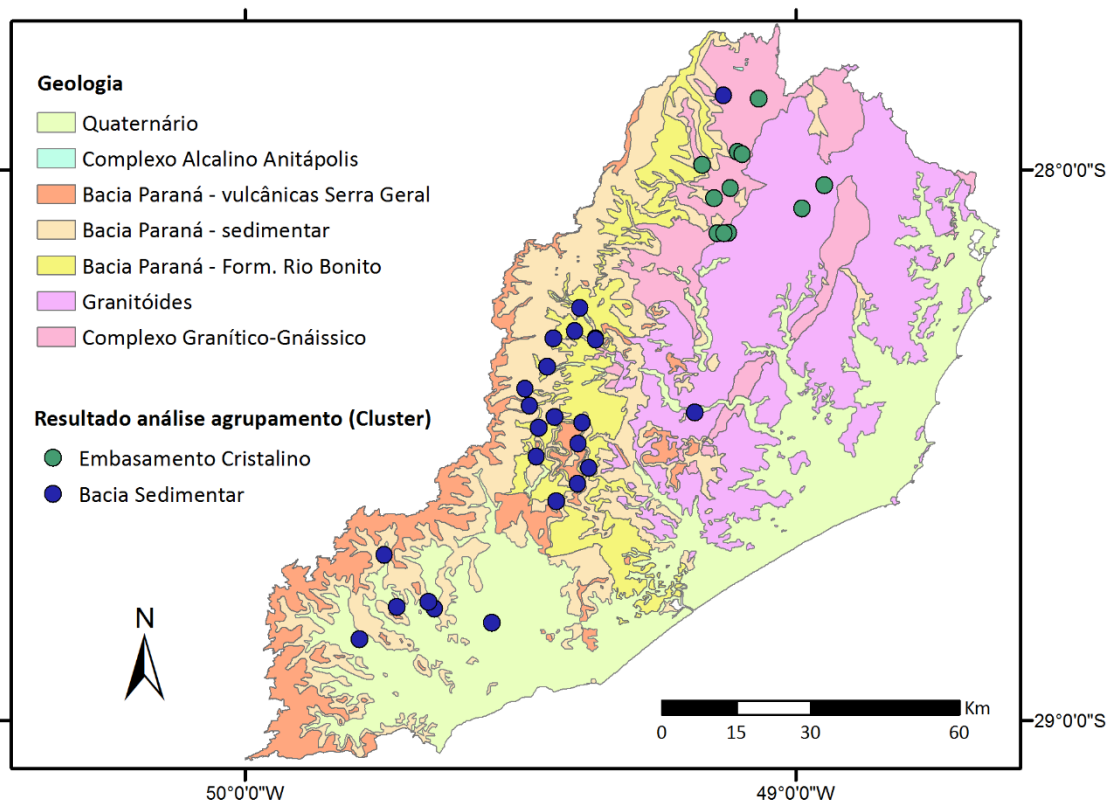 Geologia
Quaternário
Complexo Alcalino Anitápolis
Bacia Paraná - vulcânicas Serra Geral
Bacia Paraná - sedimentar
Bacia Paraná - Form. Rio Bonito
Granitóides
Complexo Granítico-Gnáissico
Resultado análise agrupamento (Cluster)
Embasamento Cristalino
Bacia Sedimentar
N
Km
0 15 30 60
28°0'0"S
29°0'0"S
50°0'0"W 49°0'0"W